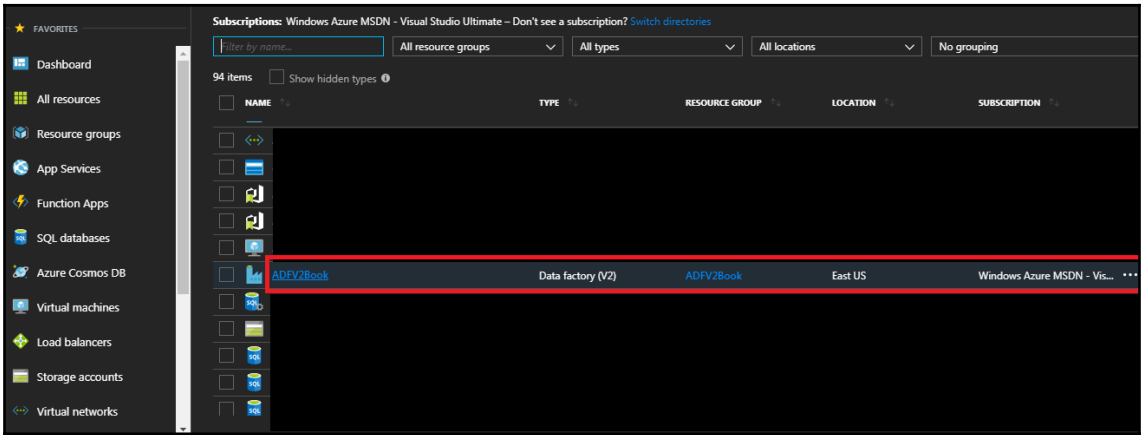 FAVORITES
Dashboard
All resources
Resource groups
App Services
Function Apps
SQL databases
Azure Cosmos DB
Virtual machines
Load balancers
Storage accounts
Virtual networks
Subscriptions: Windows Azure MSDN - Visual Studio Ultimate – Don't see a subscription? Switch directories
Filter by name... All resource groups All types All locations No grouping
94 items Show hidden types
NAME TYPE RESOURCE GROUP LOCATION SUBSCRIPTION
ADFV2Book Data factory (V2) ADFV2Book East US Windows Azure MSDN - Vis... ...